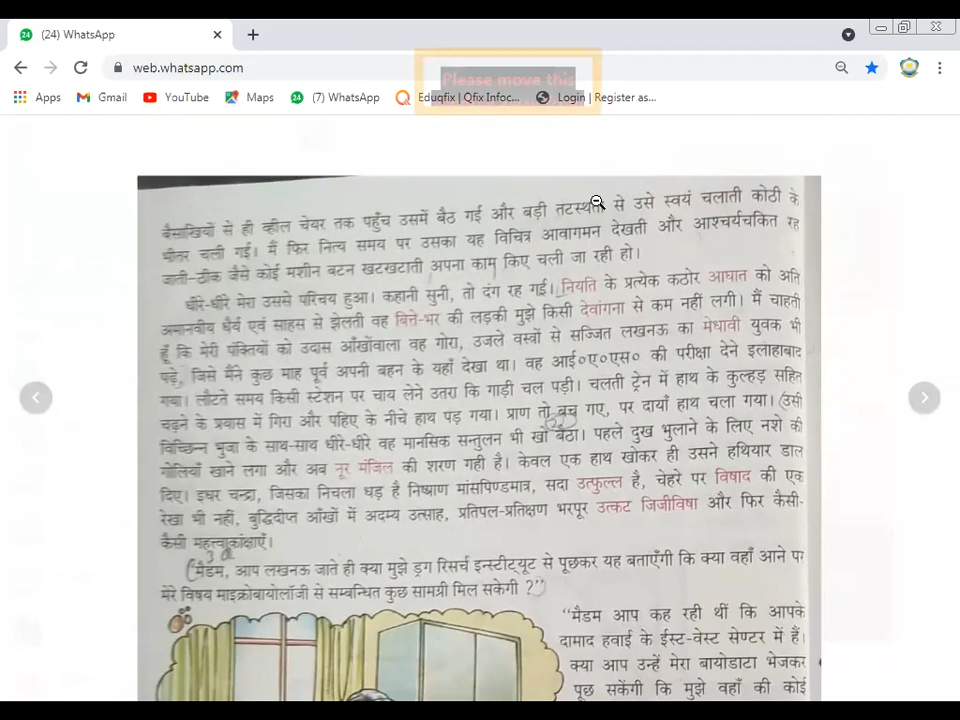 (24) WhatsApp
web.whatsapp.com
Please move this
Apps Gmail YouTube Maps (7) WhatsApp Eduqfix | Qfix Infoc... Login | Register as...
बैसाखियों से ही व्हील चेयर तक पहुँच उसमें बैठ गई और बड़ी तटस्थता से उसे स्वयं चलाती कोठी के
भीतर चली गई। मैं फिर नित्य समय पर उसका यह विचित्र आवागमन देखती और आश्चर्यचकित रह
जाती-ठीक जैसे कोई मशीन बटन खटखटाती अपना काम किए चली जा रही हो।
धीरे-धीरे मेरा उससे परिचय हुआ। कहानी सुनी, तो दंग रह गई। नियति के प्रत्येक कठोर आघात को अति
अमानवीय धैर्य एवं साहस से झेलती वह बित्ते-भर की लड़की मुझे किसी देवांगना से कम नहीं लगी। मैं चाहती
हूँ कि मेरी पंक्तियों को उदास आँखोंवाला वह गोरा, उजले वस्त्रों से सज्जित लखनऊ का मेधावी युवक भी
पढ़े, जिसे मैंने कुछ माह पूर्व अपनी बहन के यहाँ देखा था। वह आई०ए०एस० की परीक्षा देने इलाहाबाद
गया। लौटते समय किसी स्टेशन पर चाय लेने उतरा कि गाड़ी चल पड़ी। चलती ट्रेन में हाथ के कुल्हड़ सहित
चढ़ने के प्रयास में गिरा और पहिए के नीचे हाथ पड़ गया। प्राण तो बच गए, पर दायाँ हाथ चला गया। (उसी
विच्छिन्न भुजा के साथ-साथ धीरे-धीरे वह मानसिक सन्तुलन भी खो बैठा। पहले दुख भुलाने के लिए नशे की
गोलियाँ खाने लगा और अब नूर मंजिल की शरण गही है। केवल एक हाथ खोकर ही उसने हथियार डाल
दिए। इधर चन्द्रा, जिसका निचला धड़ है निष्प्राण मांसपिण्डमात्र, सदा उत्फुल्ल है, चेहरे पर विषाद की एक
रेखा भी नहीं, बुद्धिदीप्त आँखों में अदम्य उत्साह, प्रतिपल-प्रतिक्षण भरपूर उत्कट जिजीविषा और फिर कैसी-
कैसी महत्त्वाकांक्षाएँ।
(मैडम, आप लखनऊ जाते ही क्या मुझे ड्रग रिसर्च इन्स्टीट्यूट से पूछकर यह बताएँगी कि क्या वहाँ आने पर
मेरे विषय माइक्रोबायोलॉजी से सम्बन्धित कुछ सामग्री मिल सकेगी ?")
"मैडम आप कह रही थीं कि आपके
दामाद हवाई के ईस्ट-वेस्ट सेण्टर में हैं।
क्या आप उन्हें मेरा बायोडाटा भेजकर
पूछ सकेंगी कि मुझे वहाँ की कोई